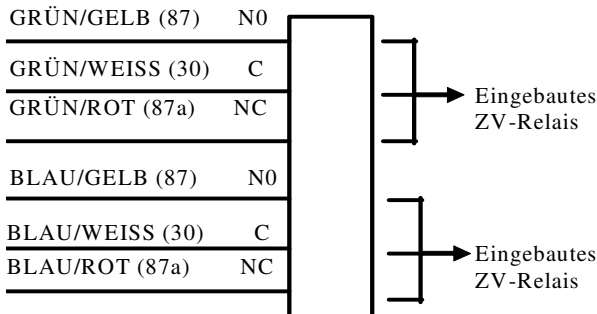 GRÜN/GELB (87) N0
GRÜN/WEISS (30) C
GRÜN/ROT (87a) NC
Eingebautes
ZV-Relais
BLAU/GELB (87) N0
BLAU/WEISS (30) C
BLAU/ROT (87a) NC
Eingebautes
ZV-Relais